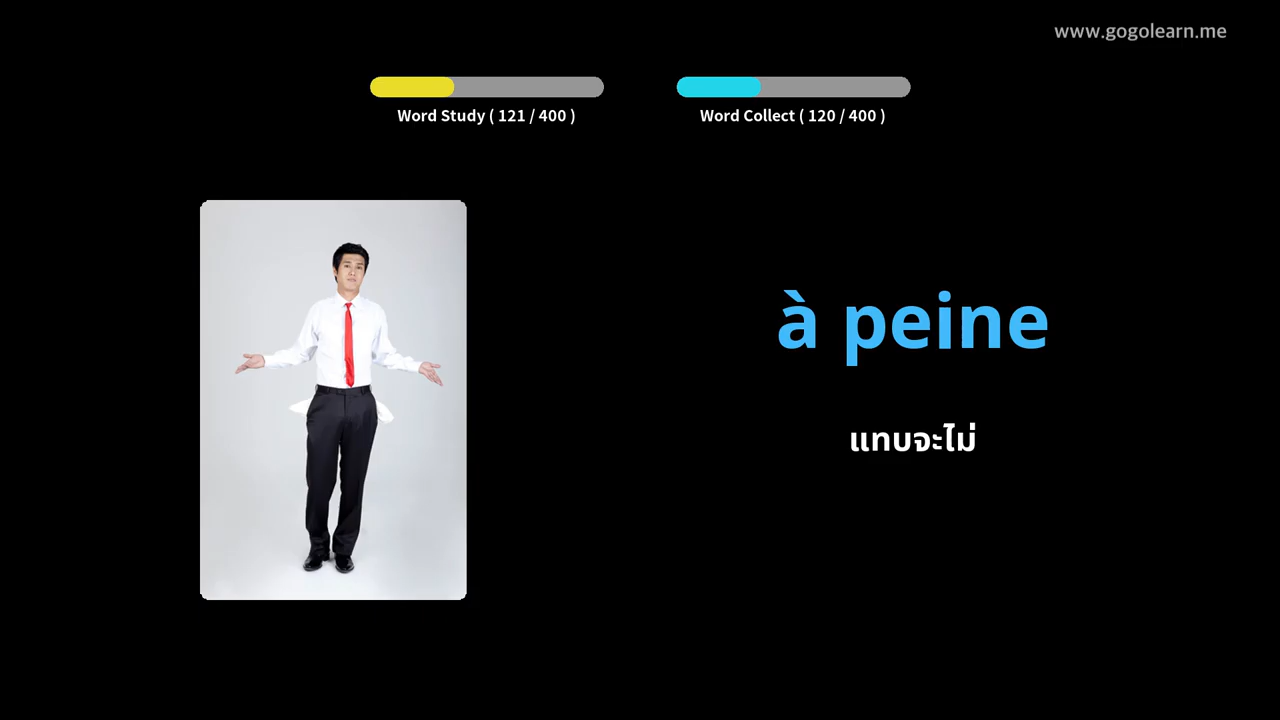 www.gogolearn.me
Word Study ( 121 / 400 )
Word Collect ( 120 / 400 )
à peine
แทบจะไม่